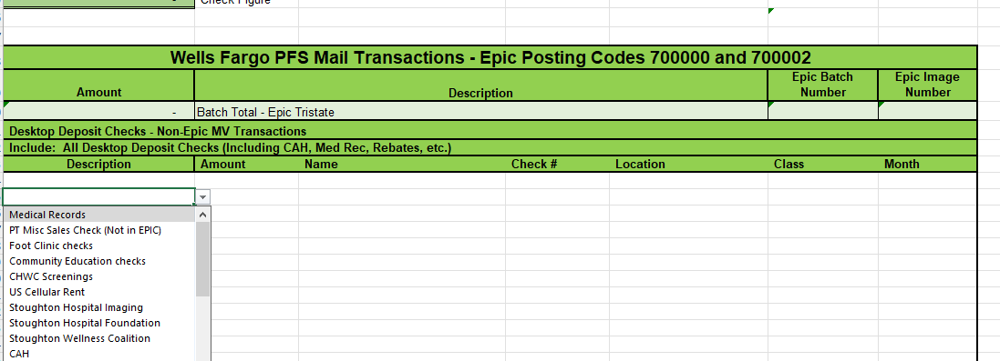 - Check Figure
Wells Fargo PFS Mail Transactions - Epic Posting Codes 700000 and 700002
Amount Description Epic Batch Number Epic Image Number
- Batch Total - Epic Tristate
Desktop Deposit Checks - Non-Epic MV Transactions
Include: All Desktop Deposit Checks (Including CAH, Med Rec, Rebates, etc.)
Description Amount Name Check # Location Class Month
Medical Records
PT Misc Sales Check (Not in EPIC)
Foot Clinic checks
Community Education checks
CHWC Screenings
US Cellular Rent
Stoughton Hospital Imaging
Stoughton Hospital Foundation
Stoughton Wellness Coalition
CAH